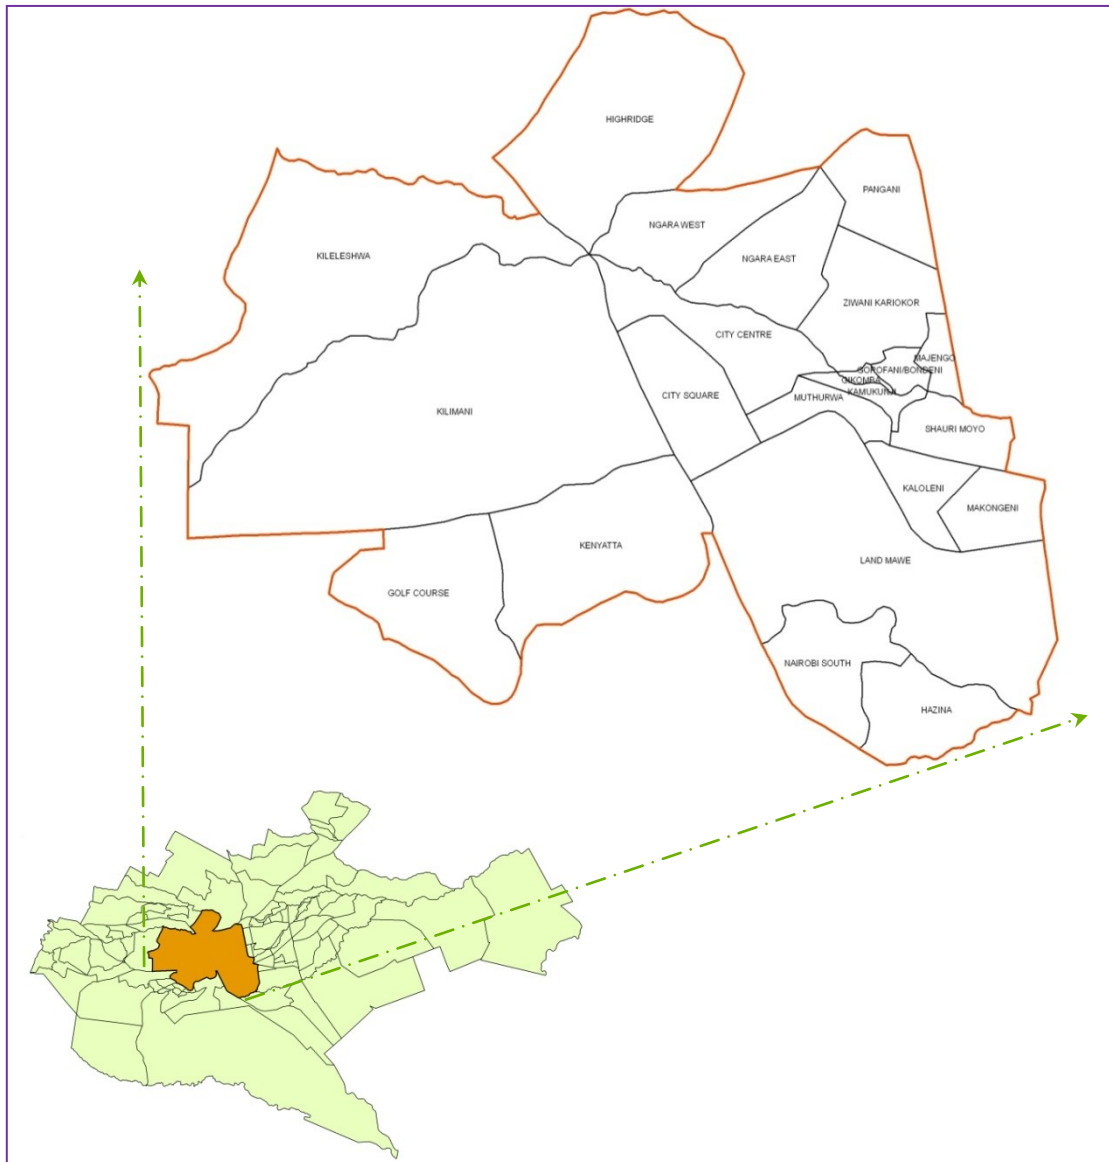 HIGHRIDGE
PANGANI
NGARA WEST
KILELESHWA
NGARA EAST
ZIWANI KARIOKOR
CITY CENTRE
MAJENGO
GOROFANI/BONDENI
GIKOMBA
KAMUKUNJI
CITY SQUARE
MUTHURWA
KILIMANI
SHAURI MOYO
KALOLENI
MAKONGENI
KENYATTA
LAND MAWE
GOLF COURSE
NAIROBI SOUTH
HAZINA